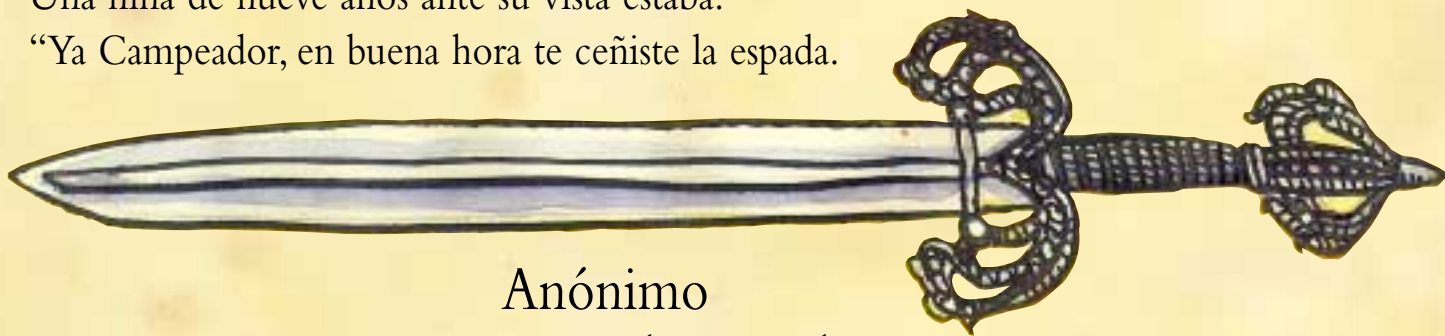 Una niña de nueve años ante su vista estaba:
“Ya Campeador, en buena hora te ceñiste la espada.
Anónimo